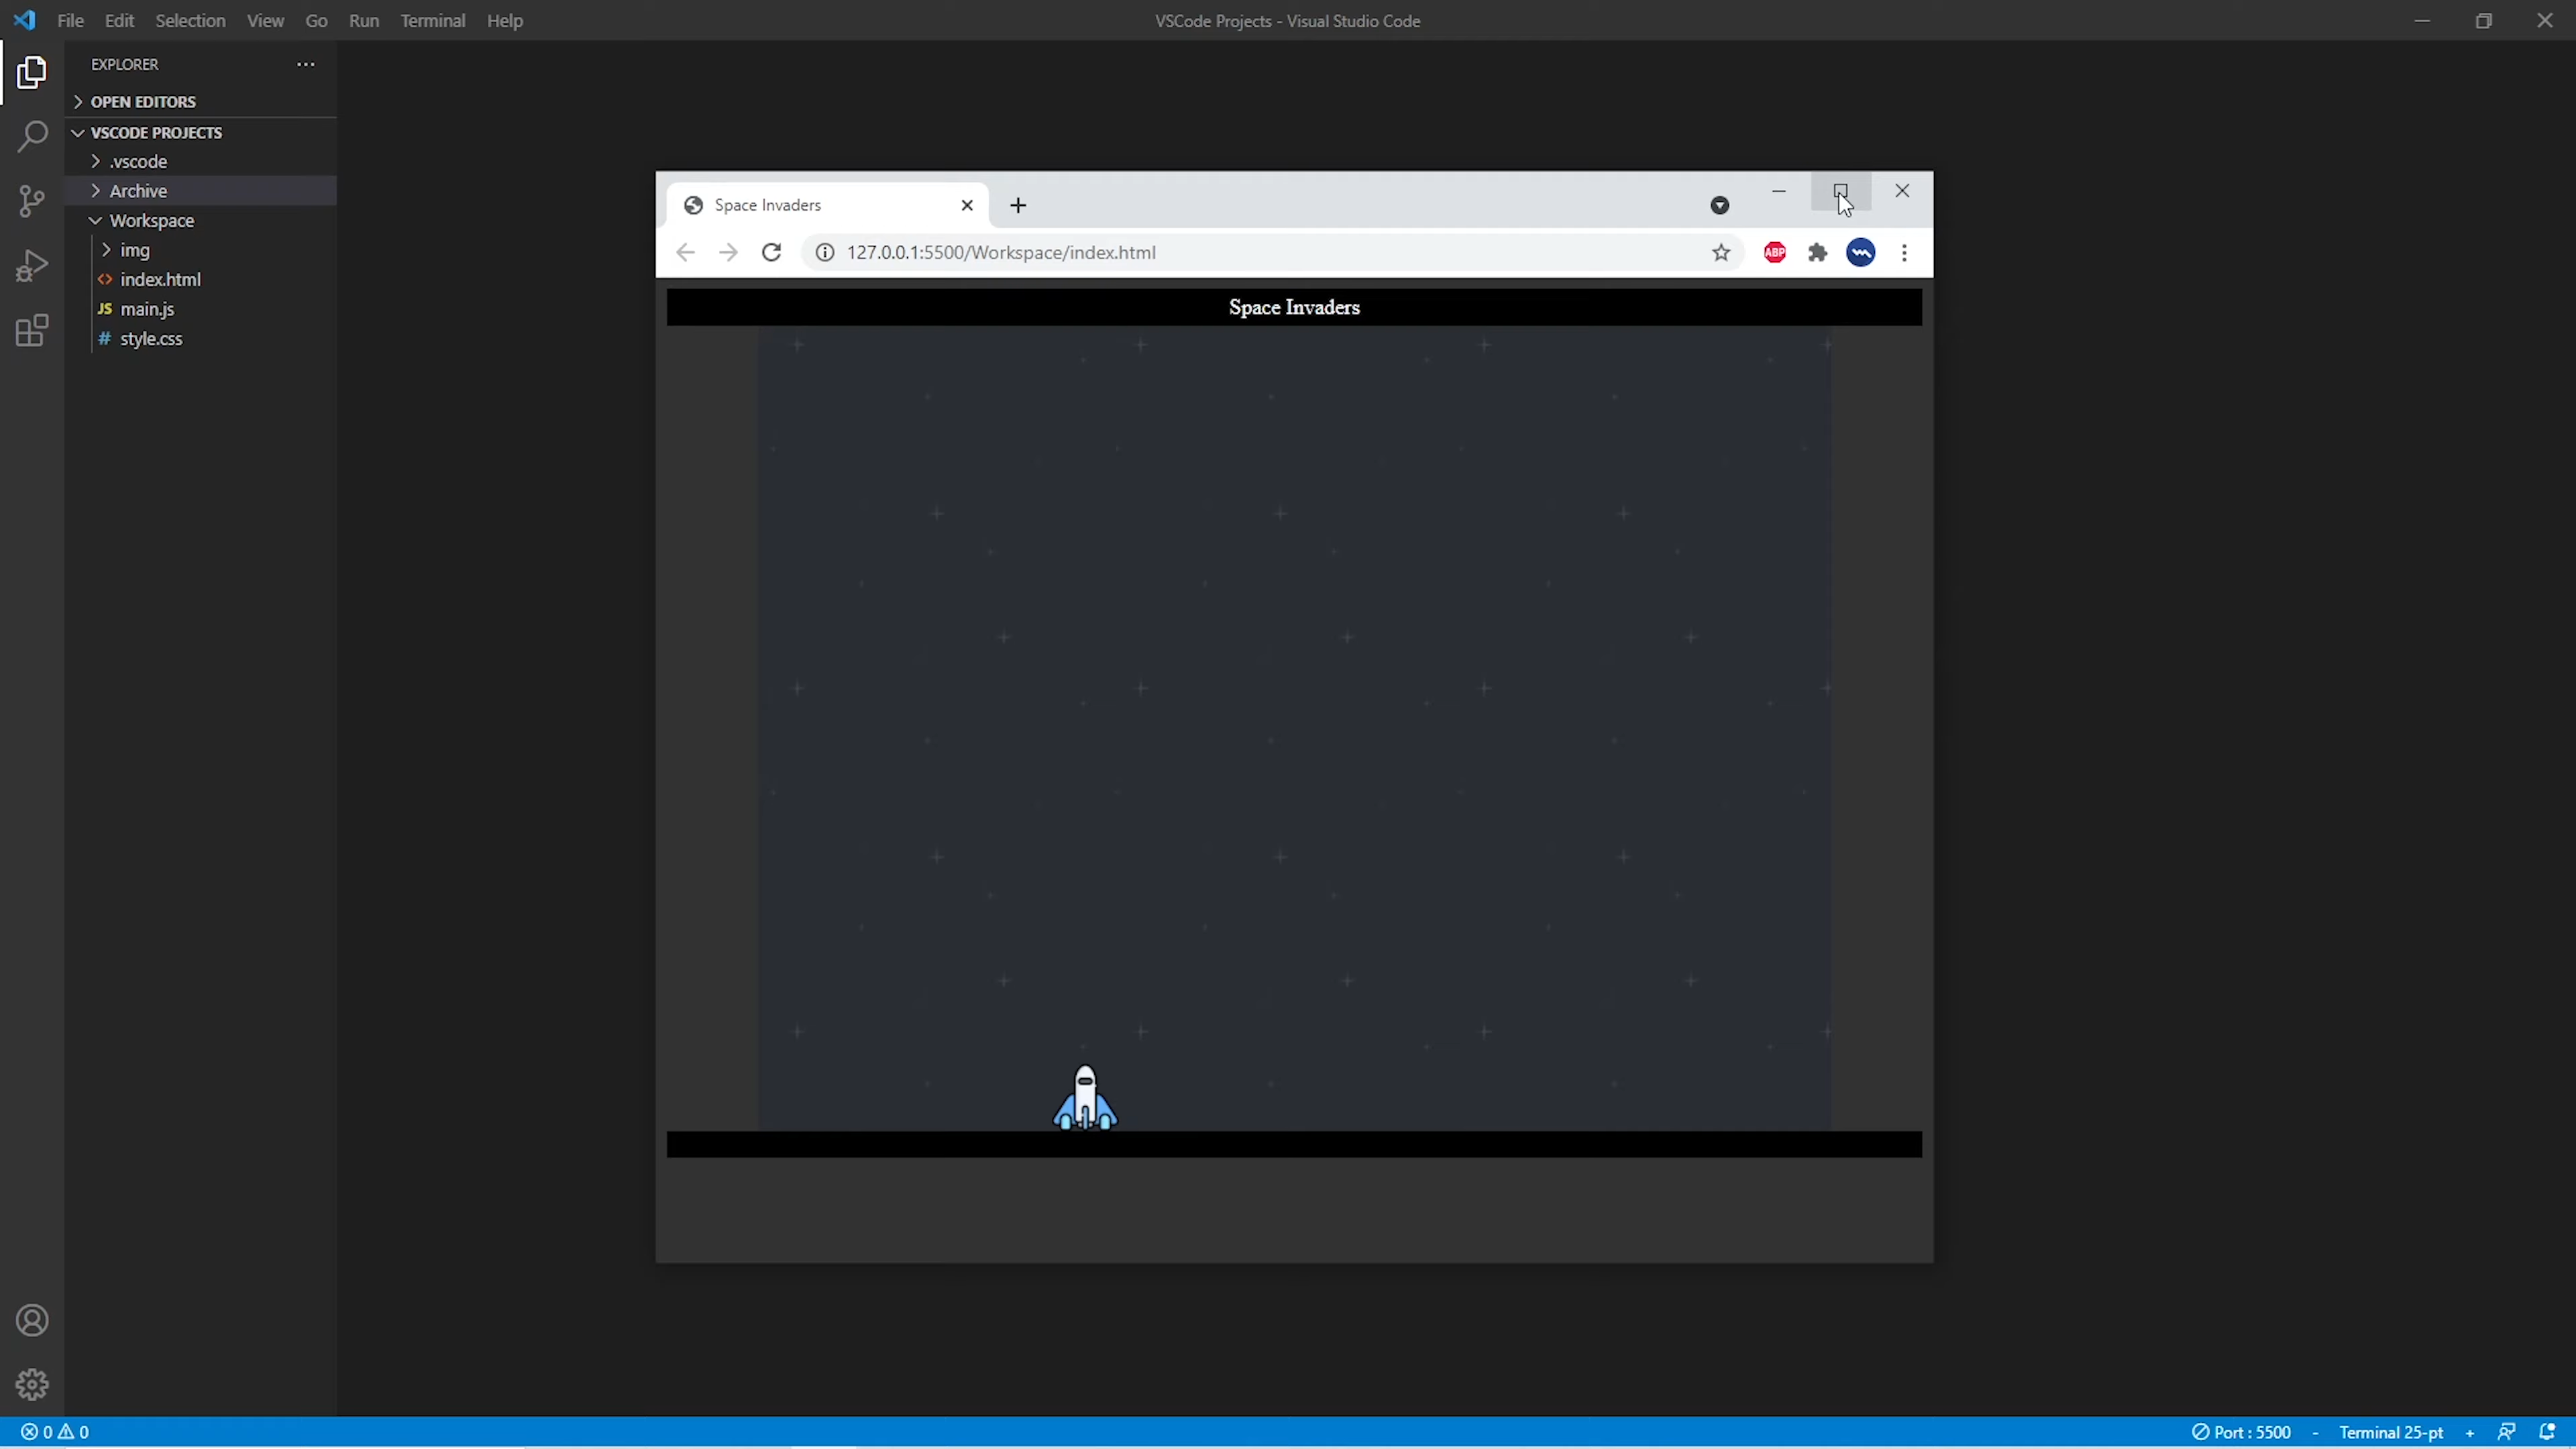 File Edit Selection View Go Run Terminal Help
VSCode Projects - Visual Studio Code
EXPLORER
OPEN EDITORS
VSCODE PROJECTS
.vscode
Archive
Workspace
img
index.html
JS main.js
# style.css
Space Invaders
127.0.0.1:5500/Workspace/index.html
ABP
Space Invaders
0 0
Port : 5500 - Terminal 25-pt +